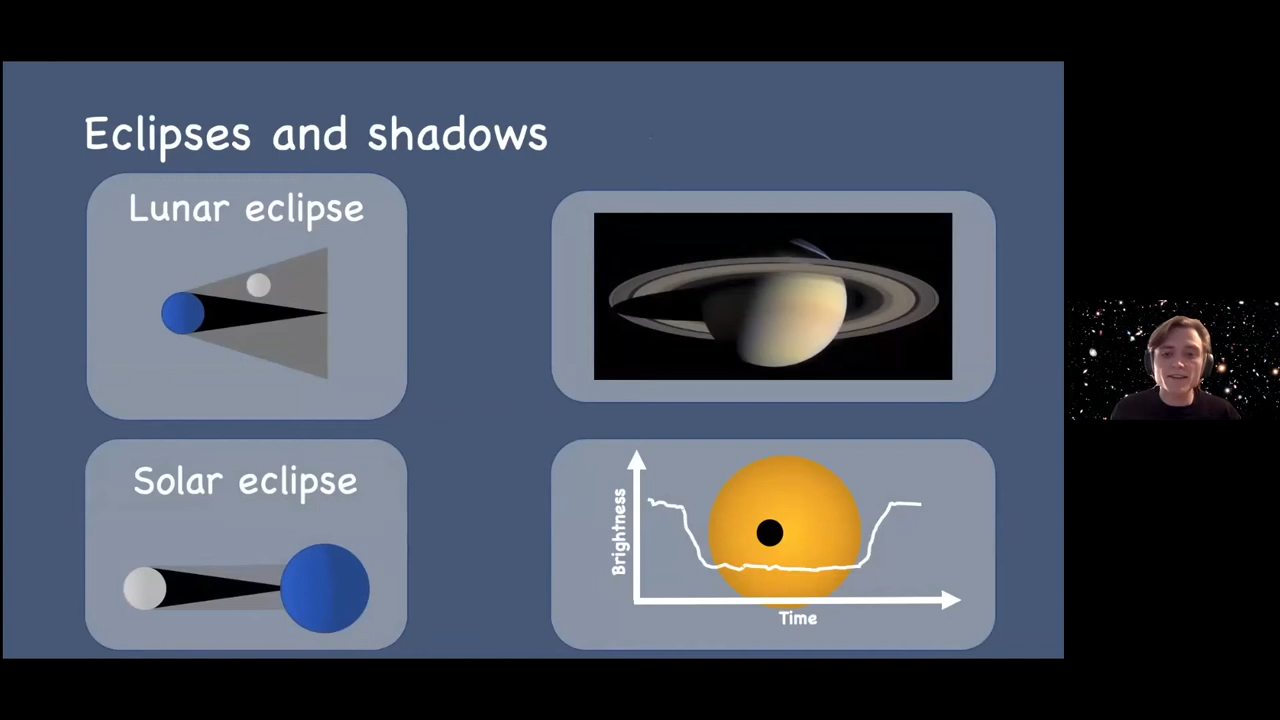 Eclipses and shadows
Lunar eclipse
Solar eclipse
Brightness
Time